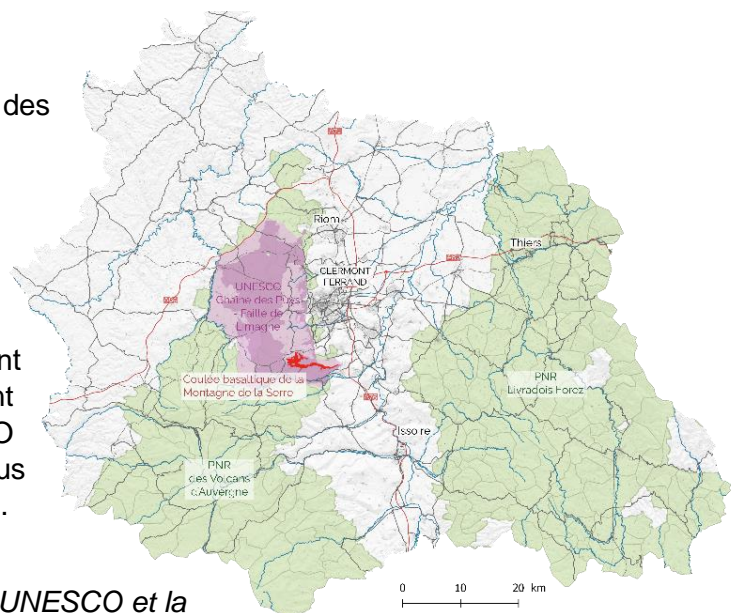 des
Riom
Thiers
CLERMONT
FERRAND
UNESCO
Chaîne des Puys
Faille de
Limagne
ent
nt
O
us
.
Coulée basaltique de la
Montagne de la Serre
PNR
Livradois Forez
Issoire
PNR
des Volcans
d'Auvergne
0 10 20 km
UNESCO et la